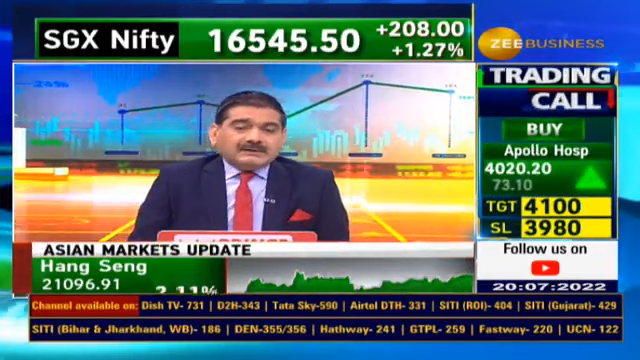 SGX Nifty 16545.50 +208.00
+1.27%
ZEE BUSINESS
TRADING
CALL
BUY
Apollo Hosp
4020.20
73.10
TGT 4100
SL 3980
Follow us on
20:07:2022
ASIAN MARKETS UPDATE
Hang Seng
21096.91
Channel available on: Dish TV- 731 | D2H-343 | Tata Sky-590 | Airtel DTH- 331 | SITI (ROI)- 404 | SITI (Gujarat)- 429
SITI (Bihar & Jharkhand, WB)- 186 | DEN-355/356 | Hathway- 241 | GTPL- 259 | Fastway- 220 | UCN- 122